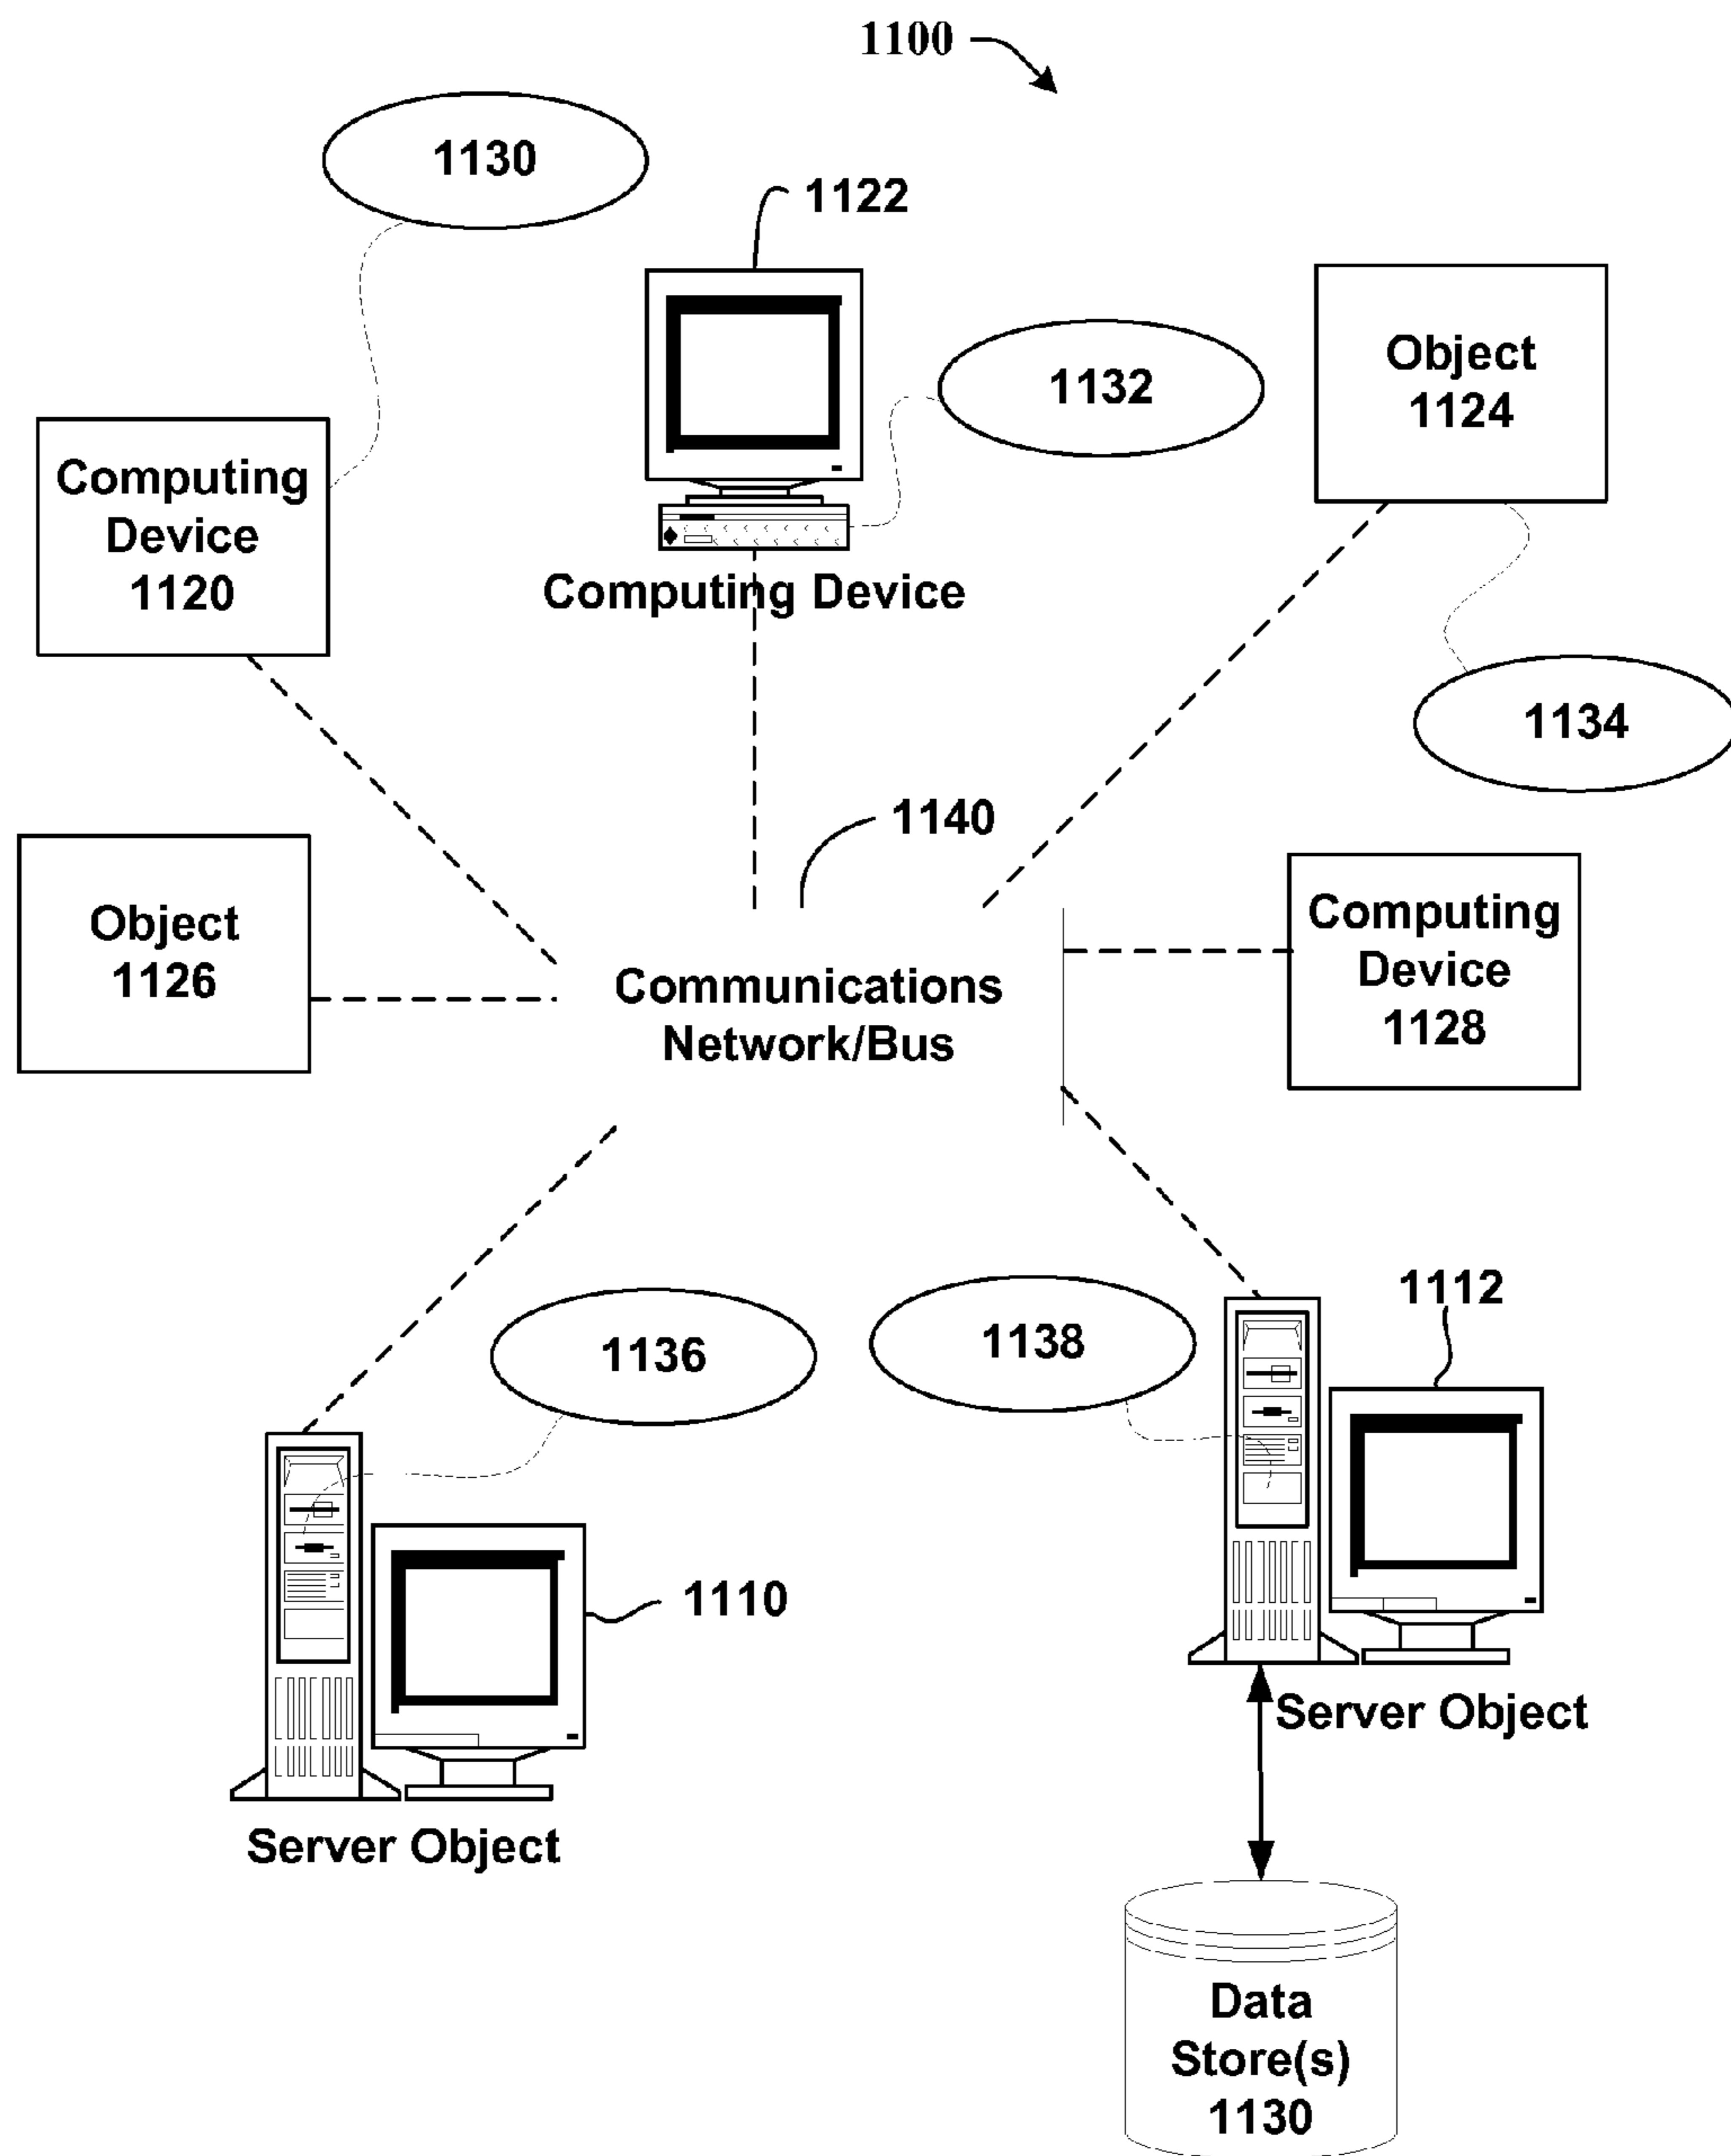 1100
1130
1122
1132
Object
1124
Computing
Device
1120
Computing Device
1134
1140
Object
1126
Communications
Network/Bus
Computing
Device
1128
1136
1138
1112
1110
Server Object
Server Object
Data
Store(s)
1130